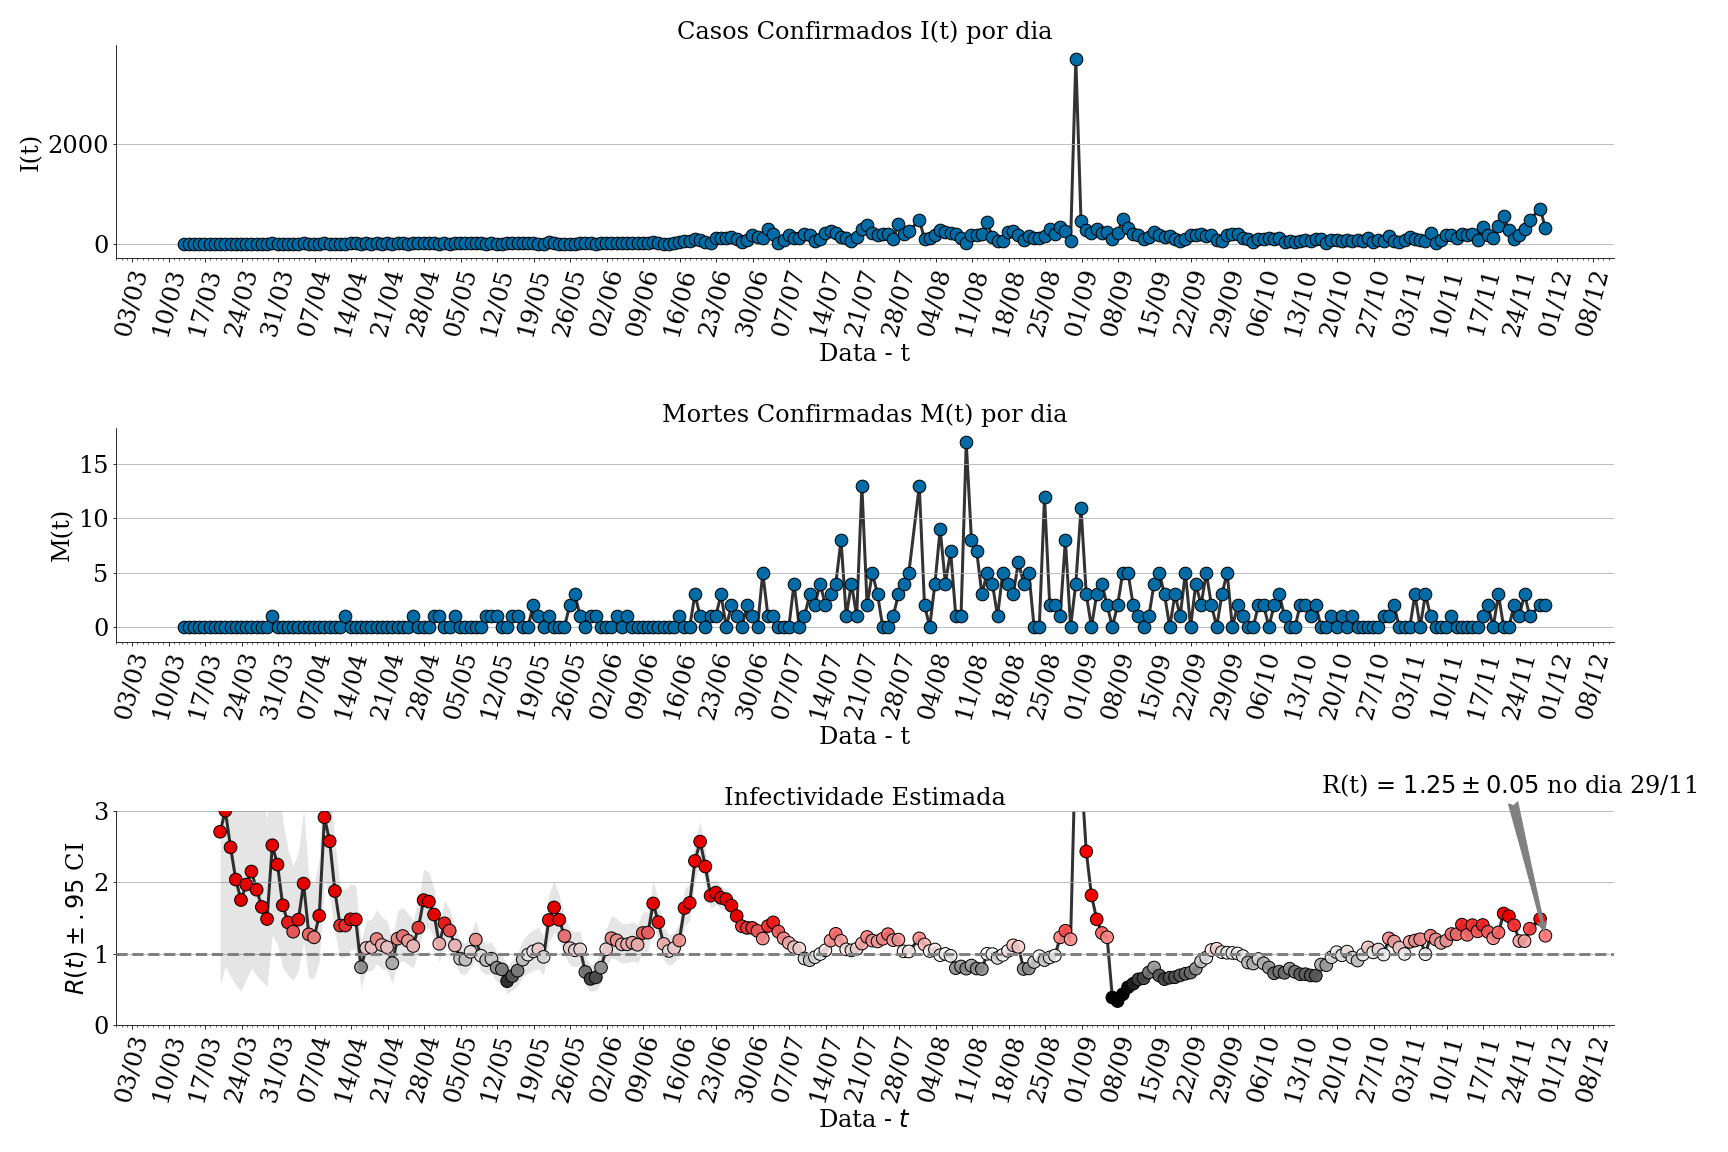 Casos Confirmados I(t) por dia
I(t)
2000
0
03/03 10/03 17/03 24/03 31/03 07/04 14/04 21/04 28/04 05/05 12/05 19/05 26/05 02/06 09/06 16/06 23/06 30/06 07/07 14/07 21/07 28/07 04/08 11/08 18/08 25/08 01/09 08/09 15/09 22/09 29/09 06/10 13/10 20/10 27/10 03/11 10/11 17/11 24/11 01/12 08/12
Data - t
Mortes Confirmadas M(t) por dia
M(t)
15
10
5
0
03/03 10/03 17/03 24/03 31/03 07/04 14/04 21/04 28/04 05/05 12/05 19/05 26/05 02/06 09/06 16/06 23/06 30/06 07/07 14/07 21/07 28/07 04/08 11/08 18/08 25/08 01/09 08/09 15/09 22/09 29/09 06/10 13/10 20/10 27/10 03/11 10/11 17/11 24/11 01/12 08/12
Data - t
R(t) = 1.25 ± 0.05 no dia 29/11
Infectividade Estimada
R(t) ± .95 CI
3
2
1
0
03/03 10/03 17/03 24/03 31/03 07/04 14/04 21/04 28/04 05/05 12/05 19/05 26/05 02/06 09/06 16/06 23/06 30/06 07/07 14/07 21/07 28/07 04/08 11/08 18/08 25/08 01/09 08/09 15/09 22/09 29/09 06/10 13/10 20/10 27/10 03/11 10/11 17/11 24/11 01/12 08/12
Data - t